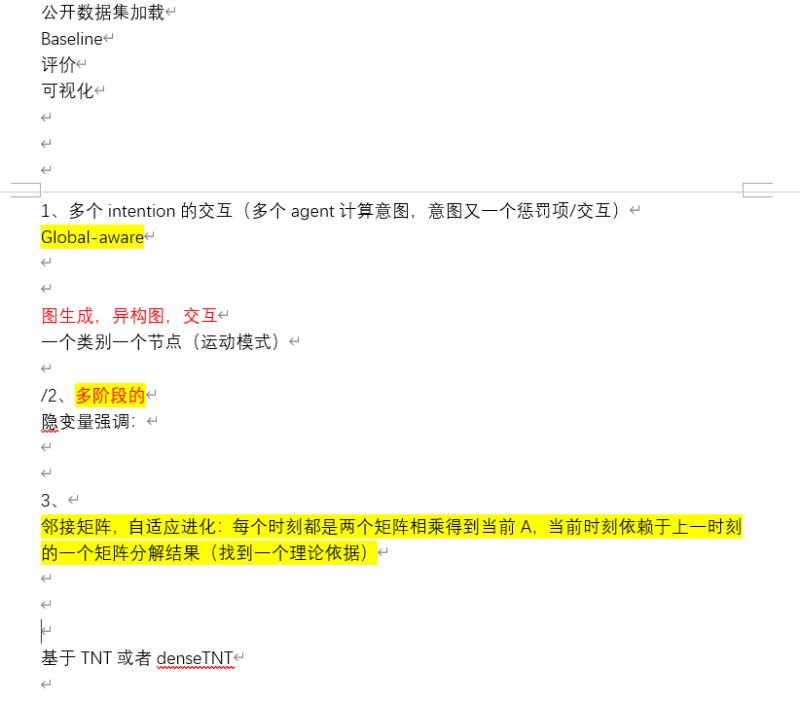 公开数据集加载
Baseline
评价
可视化
1、多个 intention 的交互（多个 agent 计算意图，意图又一个惩罚项/交互）
Global-aware
图生成，异构图，交互
一个类别一个节点（运动模式）
/2、多阶段的
隐变量强调：
3、
邻接矩阵，自适应进化：每个时刻都是两个矩阵相乘得到当前 A，当前时刻依赖于上一时刻
的一个矩阵分解结果（找到一个理论依据）
基于 TNT 或者 denseTNT